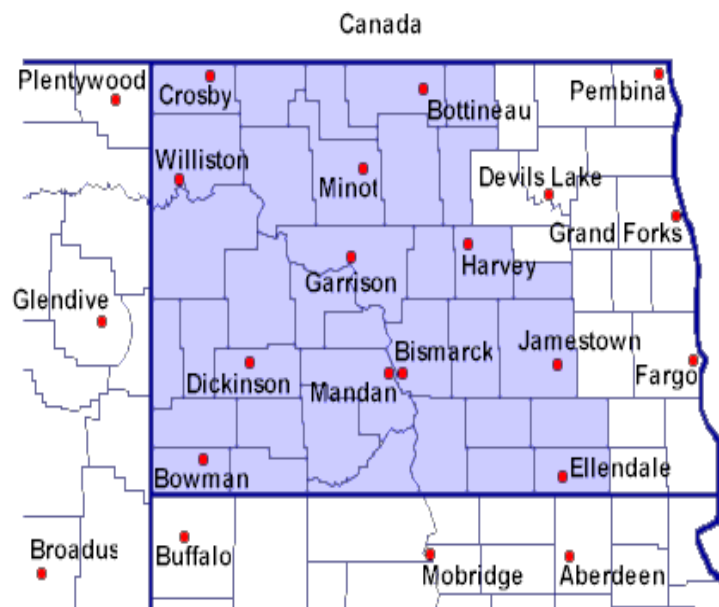 Canada
Plentywood
Crosby
Pembina
Bottineau
Williston
Minot
Devils Lake
Grand Forks
Garrison
Harvey
Glendive
Bismarck
Jamestown
Dickinson
Mandan
Fargo
Bowman
Ellendale
Broadus
Buffalo
Mobridge
Aberdeen